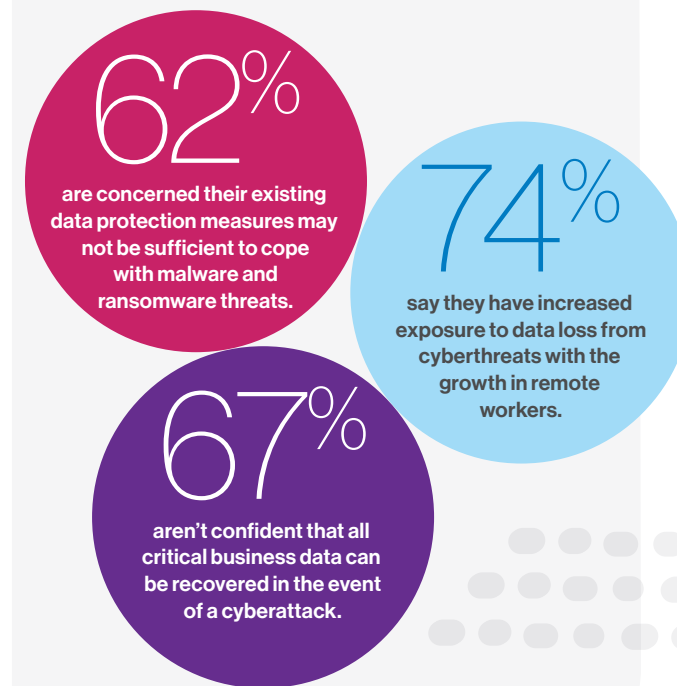 62%
are concerned their existing
data protection measures may
not be sufficient to cope
with malware and
ransomware threats.
74%
say they have increased
exposure to data loss from
cyberthreats with the
growth in remote
workers.
67%
aren’t confident that all
critical business data can
be recovered in the event
of a cyberattack.